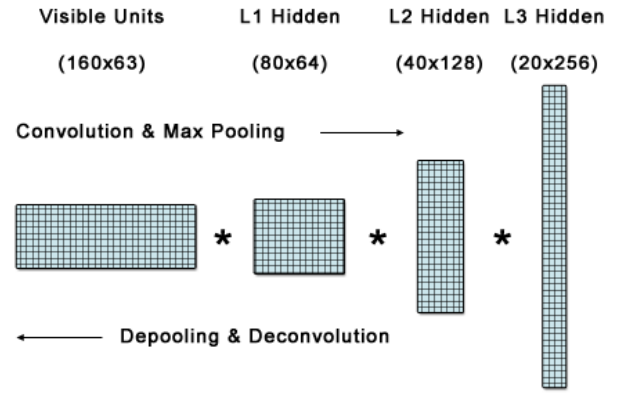 Visible Units L1 Hidden L2 Hidden L3 Hidden
(160x63) (80x64) (40x128) (20x256)
Convolution & Max Pooling
* * *
Depooling & Deconvolution